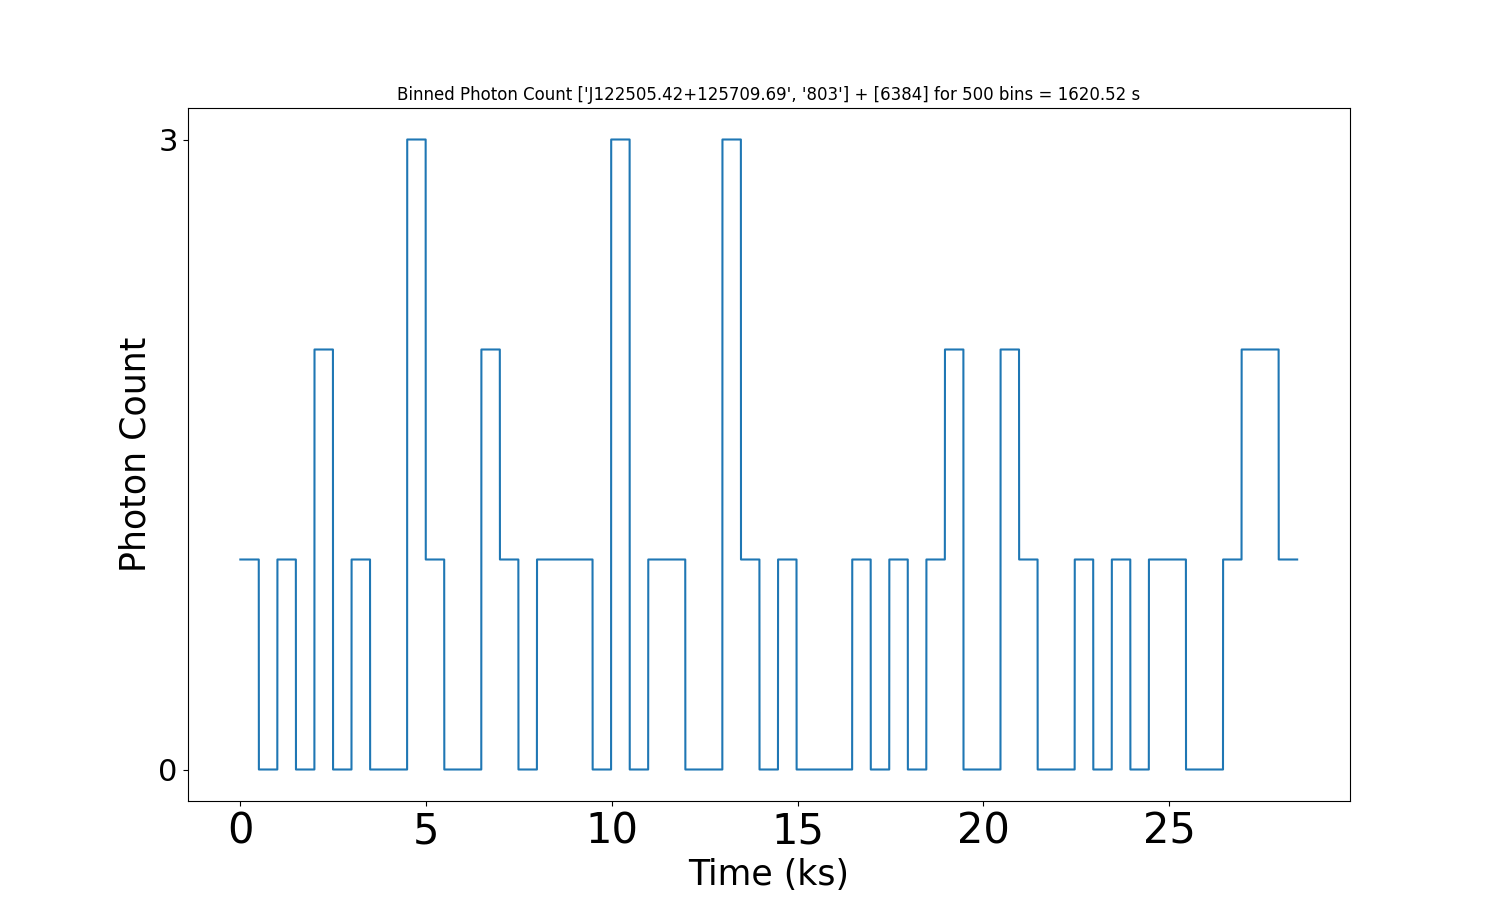 Binned Photon Count ['J122505.42+125709.69', '803'] + [6384] for 500 bins = 1620.52 s
3
Photon Count
0
0 5 10 15 20 25
Time (ks)